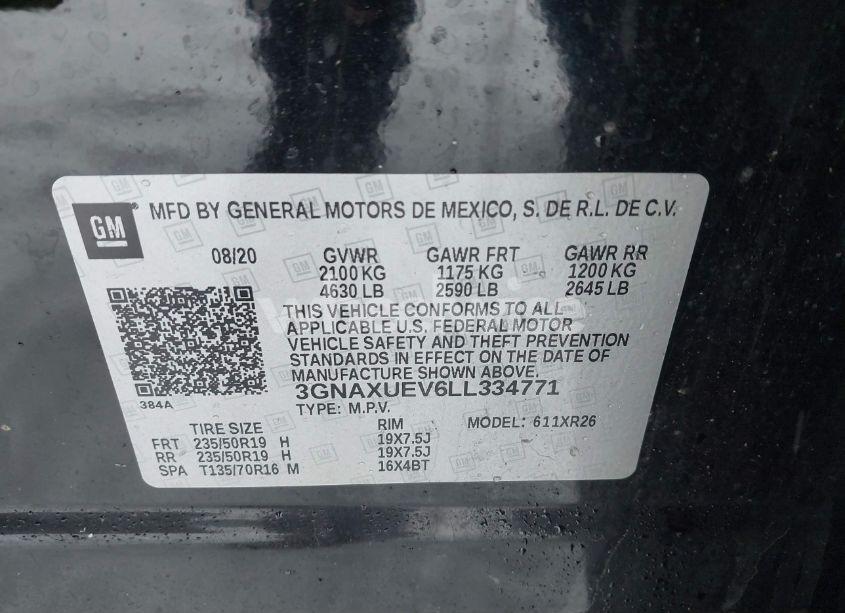 GM
MFD BY GENERAL MOTORS DE MEXICO, S. DE R.L. DE C.V.
08/20 GVWR GAWR FRT GAWR RR
2100 KG 1175 KG 1200 KG
4630 LB 2590 LB 2645 LB
THIS VEHICLE CONFORMS TO ALL
APPLICABLE U.S. FEDERAL MOTOR
VEHICLE SAFETY AND THEFT PREVENTION
STANDARDS IN EFFECT ON THE DATE OF
MANUFACTURE SHOWN ABOVE.
3GNAXUEV6LL334771
384A
TYPE: M.P.V.
TIRE SIZE RIM MODEL: 611XR26
FRT 235/50R19 H 19X7.5J
RR 235/50R19 H 19X7.5J
SPA T135/70R16 M 16X4BT